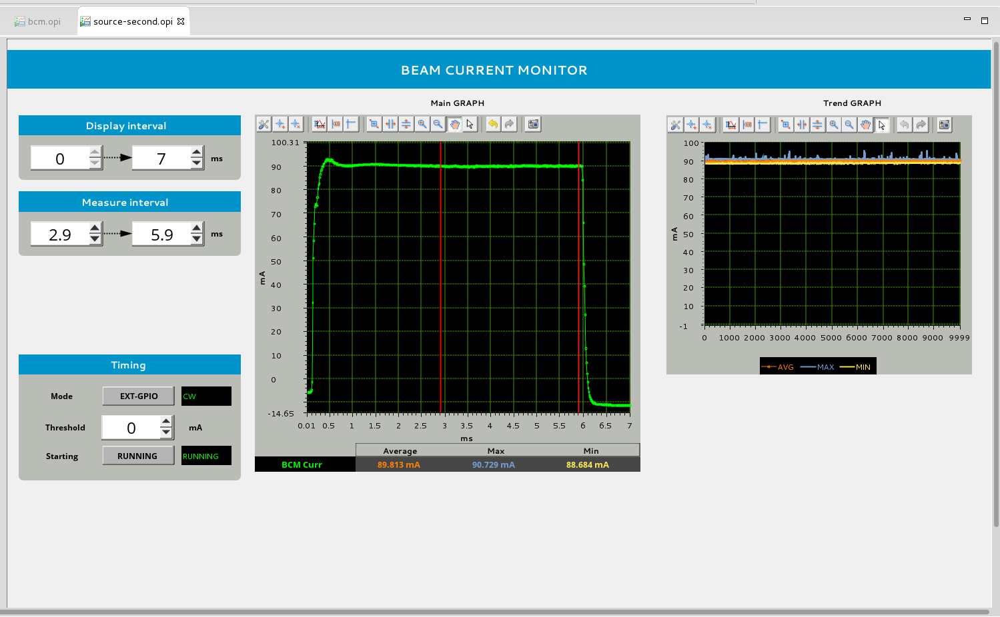 bcm.opi
source-second.opi
BEAM CURRENT MONITOR
Display interval
0
7
ms
Measure interval
2.9
5.9
ms
Timing
Mode
EXT-GPIO
CW
Threshold
0
mA
Starting
RUNNING
RUNNING
Main GRAPH
100.31
90
80
70
60
50
40
30
20
10
0
-14.65
mA
0.01 0.5 1 1.5 2 2.5 3 3.5 4 4.5 5 5.5 6 6.5 7
ms
Average Max Min
BCM Curr 89.813 mA 90.729 mA 88.684 mA
Trend GRAPH
100
90
80
70
60
50
40
30
20
10
-1
mA
0 1000 2000 3000 4000 5000 6000 7000 8000 9000 9999
AVG MAX MIN